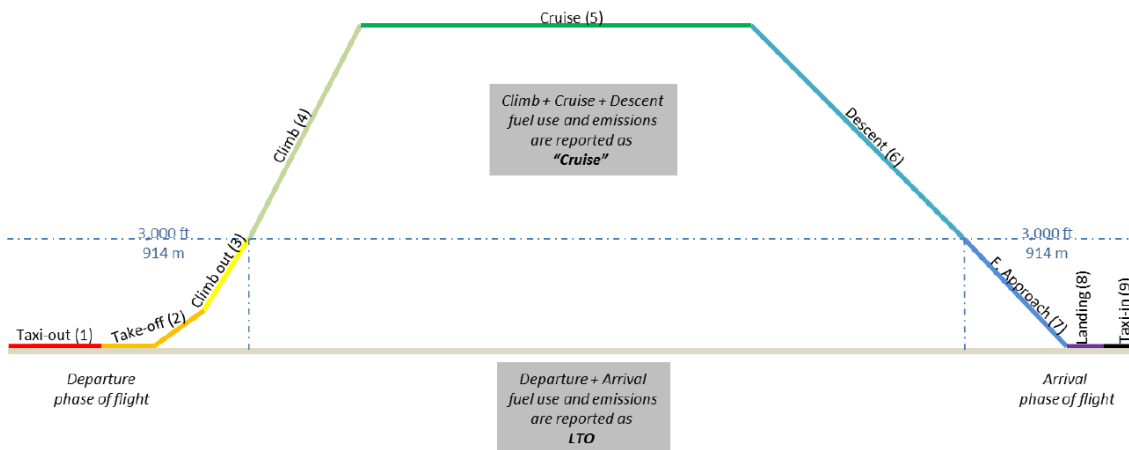 Cruise (5)
Climb + Cruise + Descent
fuel use and emissions
are reported as
“Cruise”
Climb (4)
Descent (6)
3,000 ft
914 m
3,000 ft
914 m
Climb out (3)
F. Approach (7)
Landing (8)
Taxi-in (9)
Taxi-out (1)
Take-off (2)
Departure
phase of flight
Departure + Arrival
fuel use and emissions
are reported as
LTO
Arrival
phase of flight